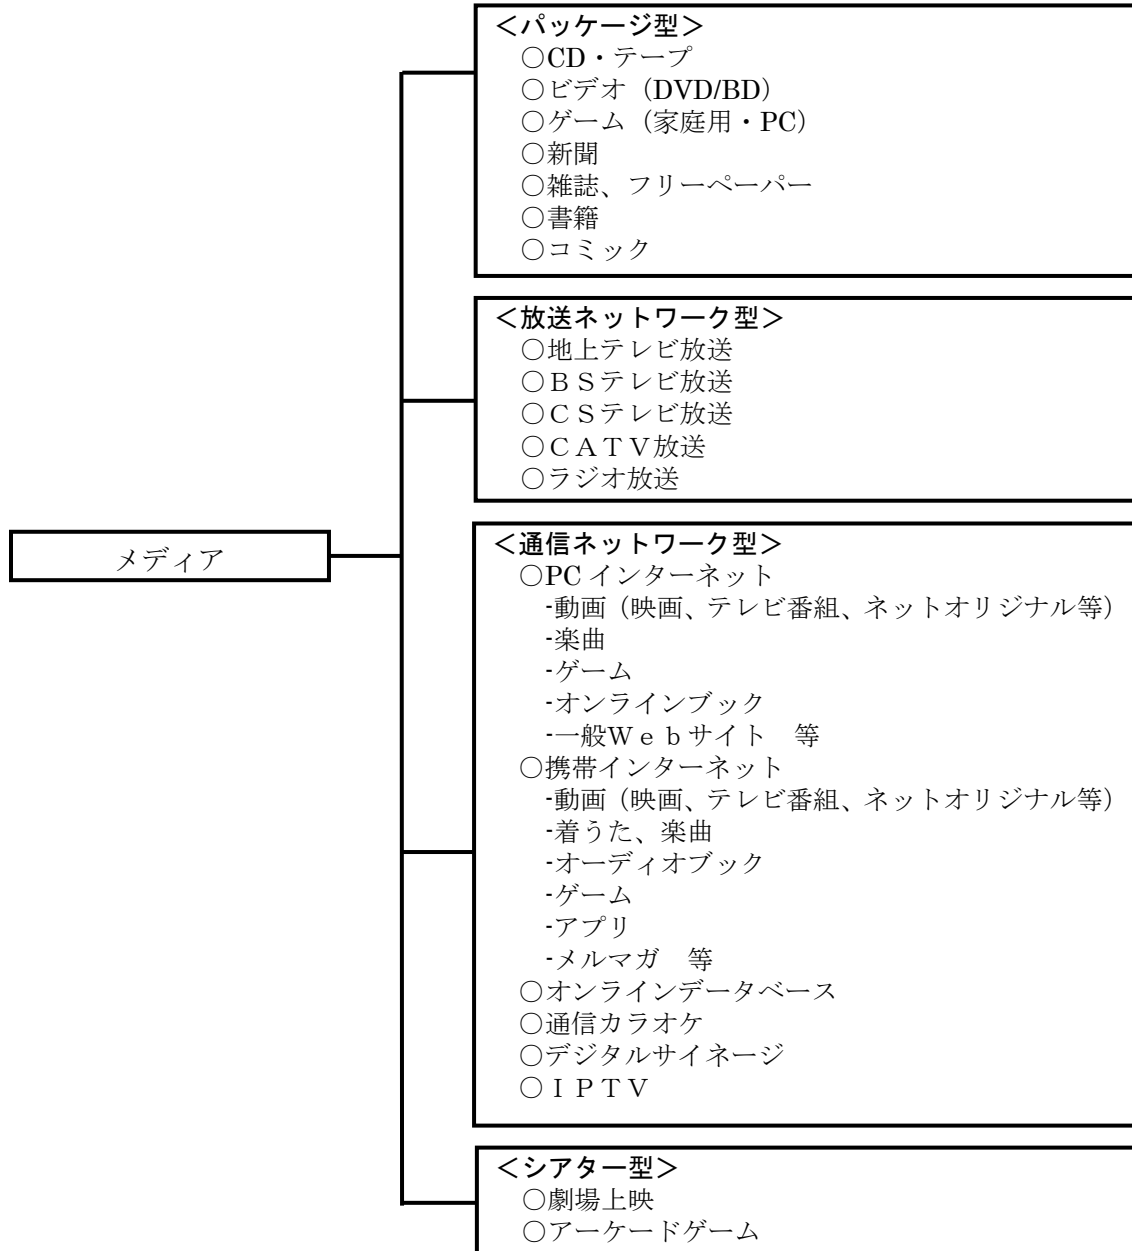 ＜パッケージ型＞
○CD・テープ
○ビデオ（DVD/BD）
○ゲーム（家庭用・PC）
○新聞
○雑誌、フリーペーパー
○書籍
○コミック
＜放送ネットワーク型＞
○地上テレビ放送
○ＢＳテレビ放送
○ＣＳテレビ放送
○ＣＡＴＶ放送
○ラジオ放送
メディア
＜通信ネットワーク型＞
○PC インターネット
-動画（映画、テレビ番組、ネットオリジナル等）
-楽曲
-ゲーム
-オンラインブック
-一般Ｗｅｂサイト　等
○携帯インターネット
-動画（映画、テレビ番組、ネットオリジナル等）
-着うた、楽曲
-オーディオブック
-ゲーム
-アプリ
-メルマガ　等
○オンラインデータベース
○通信カラオケ
○デジタルサイネージ
○ＩＰＴＶ
＜シアター型＞
○劇場上映
○アーケードゲーム